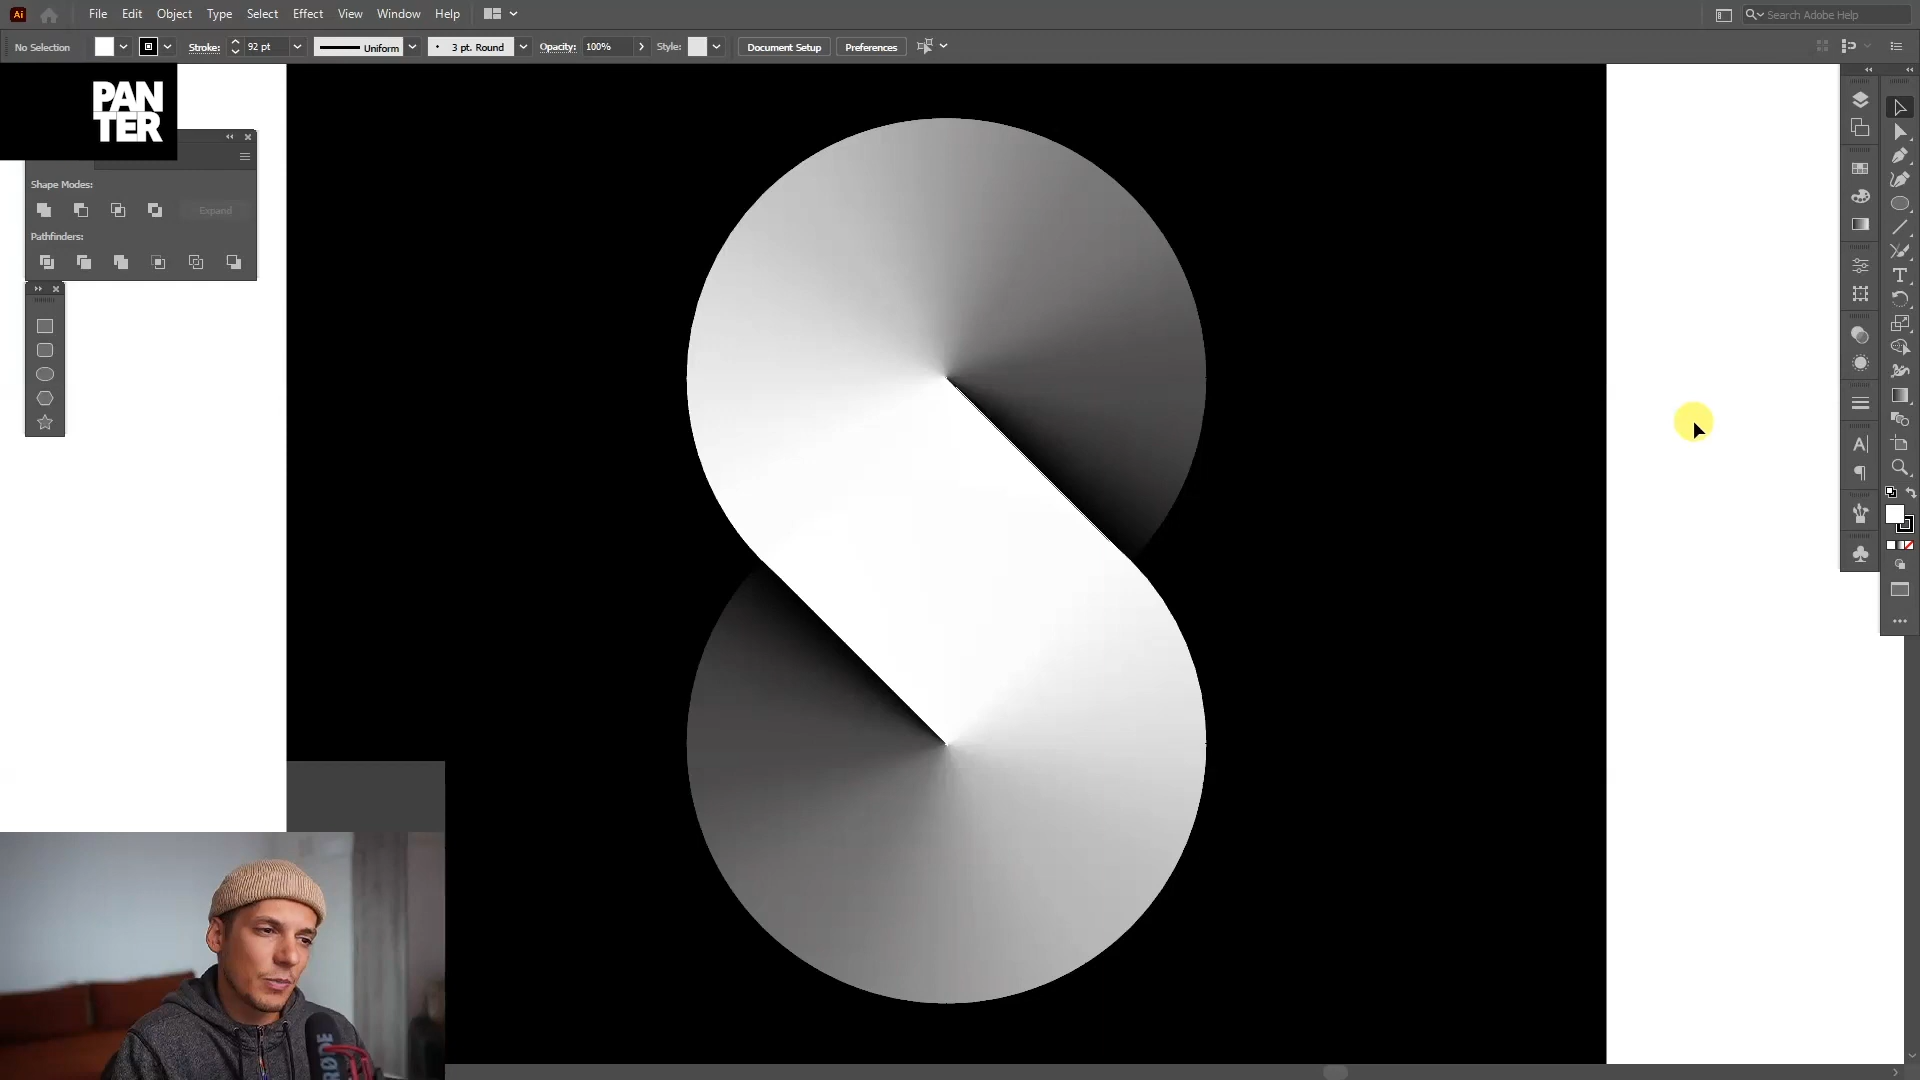 Ai File Edit Object Type Select Effect View Window Help Search Adobe Help
No Selection Stroke: 92 pt Uniform 3 pt. Round Opacity: 100% Style: Document Setup Preferences
PAN
TER
Shape Modes:
Expand
Pathfinders:
RØDE